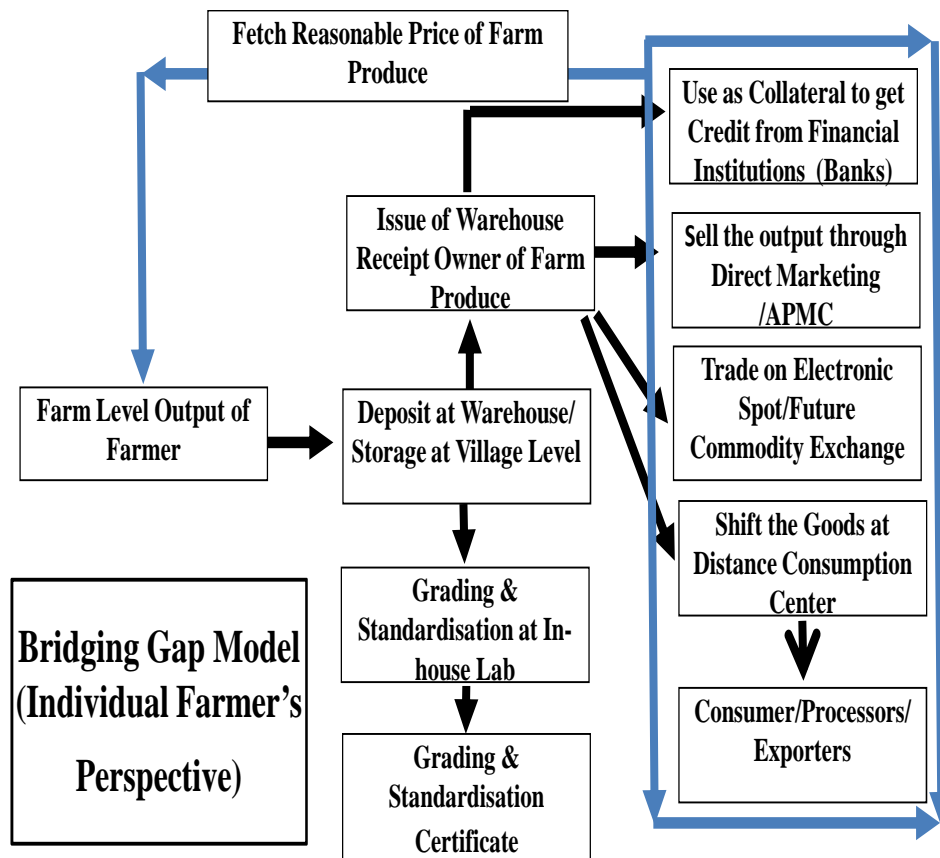 Fetch Reasonable Price of Farm
Produce
Use as Collateral to get
Credit from Financial
Institutions (Banks)
Issue of Warehouse
Receipt Owner of Farm
Produce
Sell the output through
Direct Marketing
/APMC
Farm Level Output of
Farmer
Deposit at Warehouse/
Storage at Village Level
Trade on Electronic
Spot/Future
Commodity Exchange
Shift the Goods at
Distance Consumption
Center
Grading &
Standardisation at In-
house Lab
Bridging Gap Model
(Individual Farmer's
Perspective)
Consumer/Processors/
Exporters
Grading &
Standardisation
Certificate